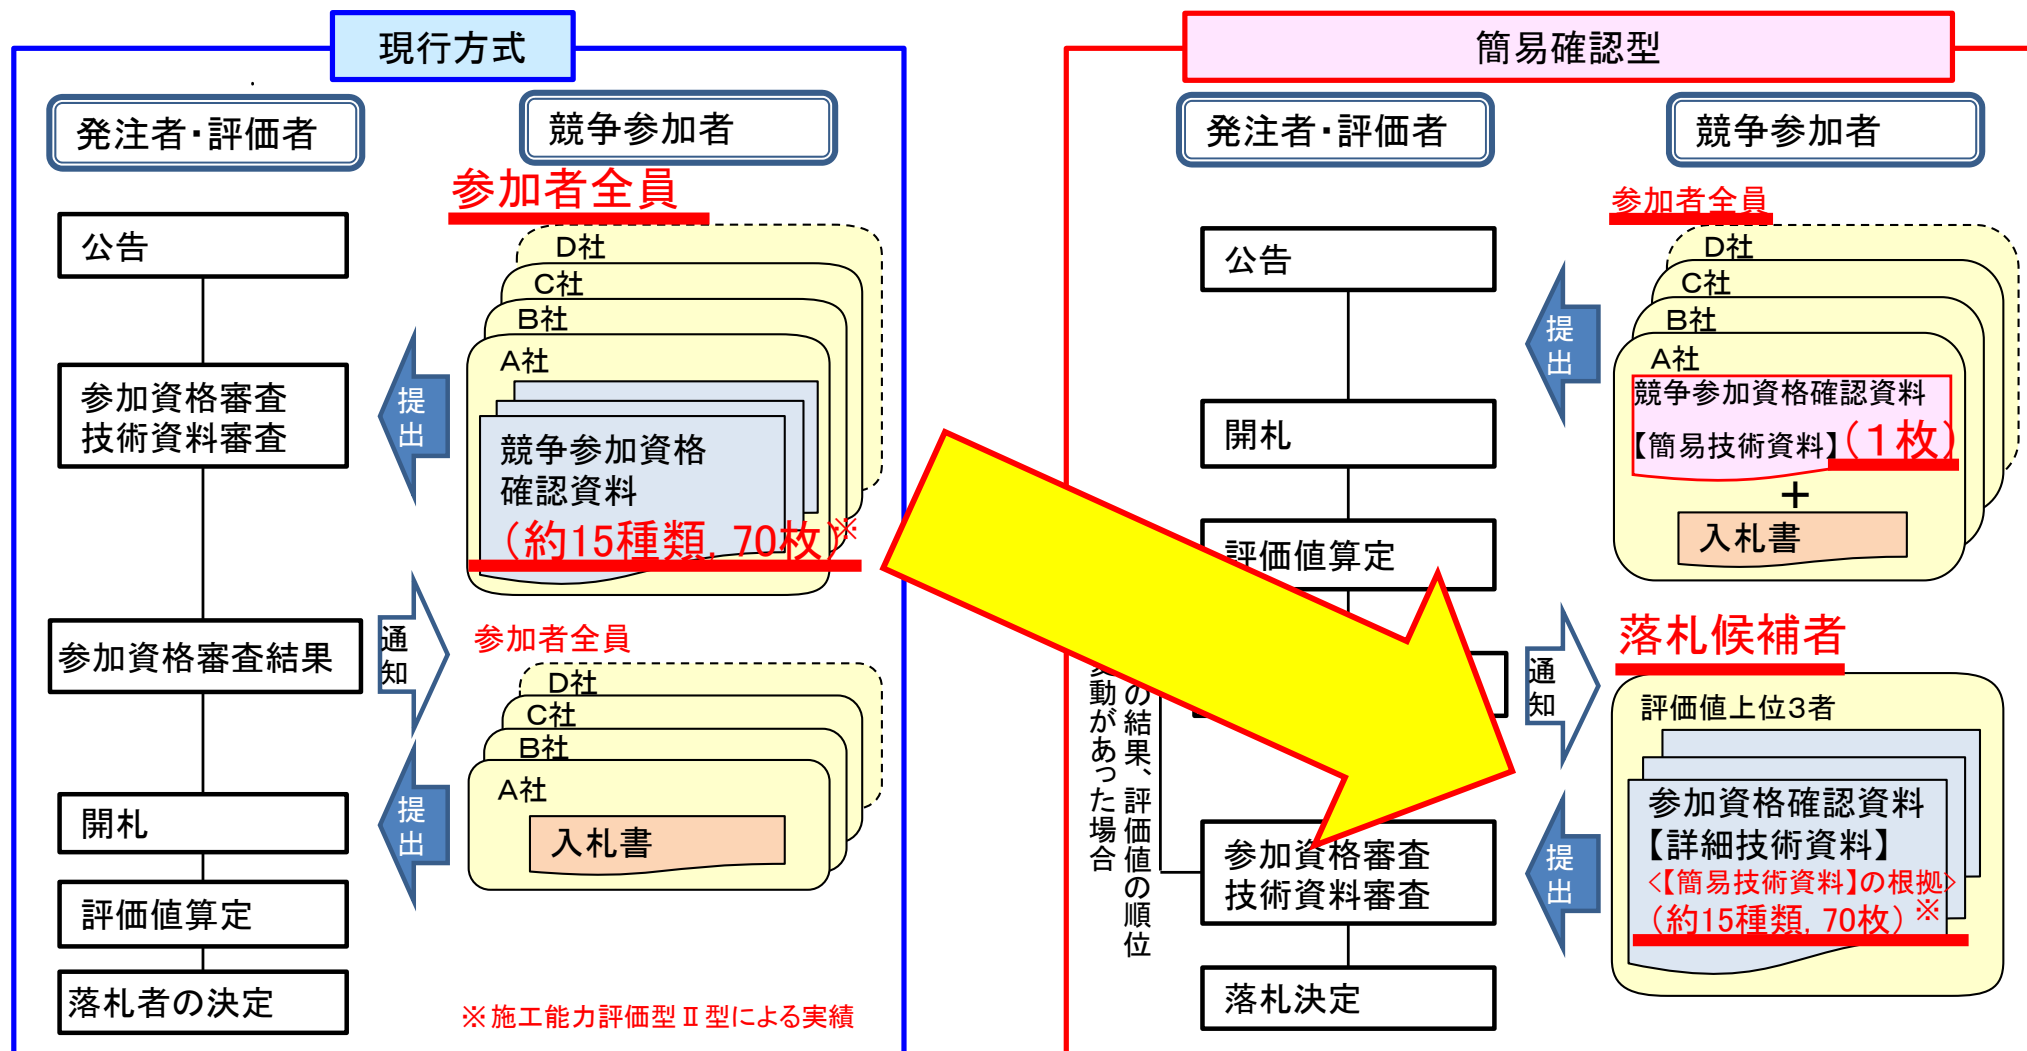 現行方式
発注者・評価者
競争参加者
参加者全員
公告
D社
C社
B社
A社
参加資格審査
技術資料審査
提出
競争参加資格
確認資料
（約15種類, 70枚）※
参加資格審査結果
通知
参加者全員
D社
C社
B社
A社
入札書
提出
開札
評価値算定
落札者の決定
※施工能力評価型Ⅱ型による実績
簡易確認型
発注者・評価者
競争参加者
参加者全員
公告
D社
C社
B社
A社
提出
競争参加資格確認資料
【簡易技術資料】（１枚）
＋
入札書
開札
評価値算定
通知
落札候補者
評価値上位３者
の結果、評価値の順位
変動があった場合
参加資格審査
技術資料審査
提出
参加資格確認資料
【詳細技術資料】
<【簡易技術資料】の根拠>
（約15種類, 70枚）※
落札決定